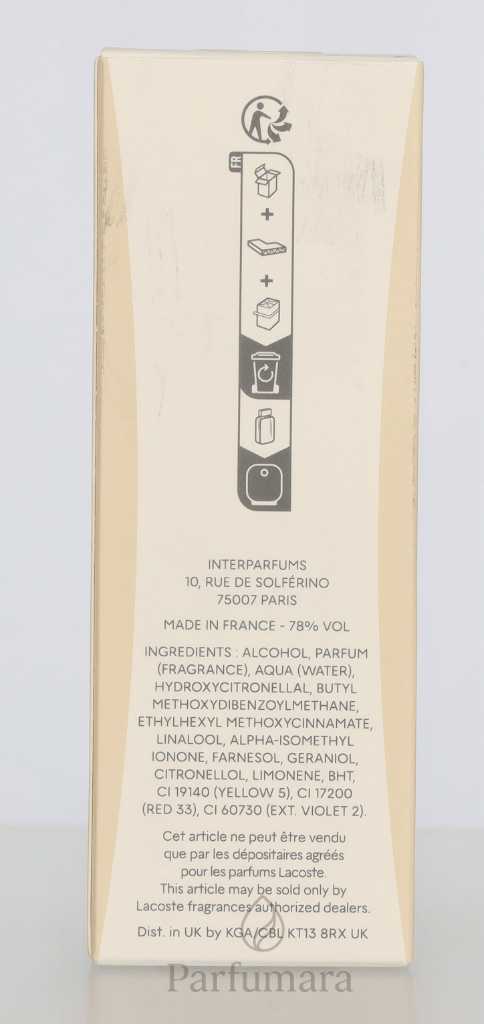 FR
INTERPARFUMS
10, RUE DE SOLFÉRINO
75007 PARIS
MADE IN FRANCE - 78% VOL
INGREDIENTS : ALCOHOL, PARFUM
(FRAGRANCE), AQUA (WATER),
HYDROXYCITRONELLAL, BUTYL
METHOXYDIBENZOYLMETHANE,
ETHYLHEXYL METHOXYCINNAMATE,
LINALOOL, ALPHA-ISOMETHYL
IONONE, FARNESOL, GERANIOL,
CITRONELLOL, LIMONENE, BHT,
CI 19140 (YELLOW 5), CI 17200
(RED 33), CI 60730 (EXT. VIOLET 2).
Cet article ne peut être vendu
que par les dépositaires agréés
pour les parfums Lacoste.
This article may be sold only by
Lacoste fragrances authorized dealers.
Dist. in UK by KGA/CBL KT13 8RX UK
Parfumara